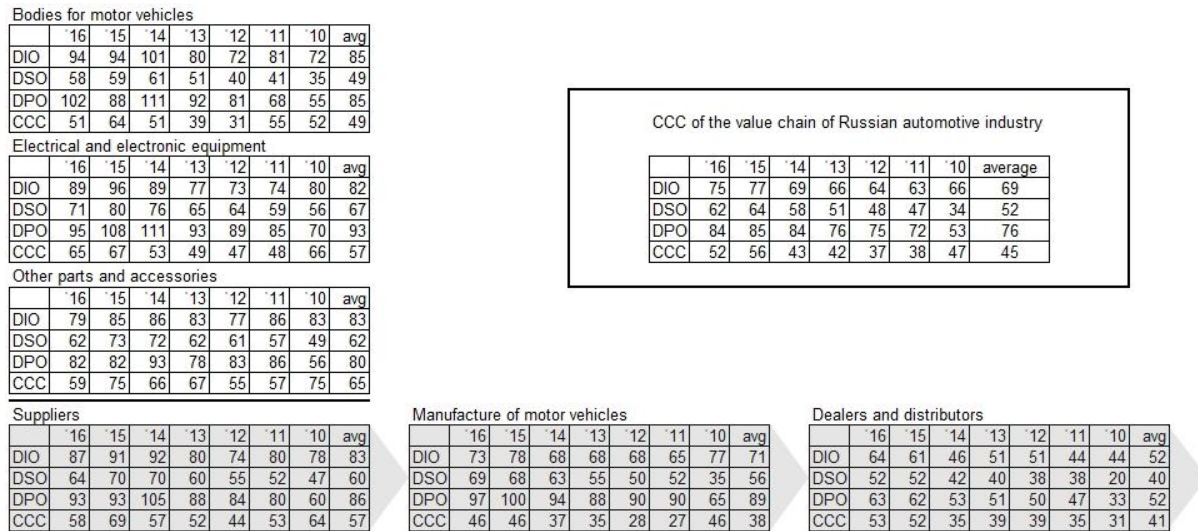 Bodies for motor vehicles
`16 `15 `14 `13 `12 `11 `10 avg
DIO 94 94 101 80 72 81 72 85
DSO 58 59 61 51 40 41 35 49
DPO 102 88 111 92 81 68 55 85
CCC 51 64 51 39 31 55 52 49
Electrical and electronic equipment
`16 `15 `14 `13 `12 `11 `10 avg
DIO 89 96 89 77 73 74 80 82
DSO 71 80 76 65 64 59 56 67
DPO 95 108 111 93 89 85 70 93
CCC 65 67 53 49 47 48 66 57
Other parts and accessories
`16 `15 `14 `13 `12 `11 `10 avg
DIO 79 85 86 83 77 86 83 83
DSO 62 73 72 62 61 57 49 62
DPO 82 82 93 78 83 86 56 80
CCC 59 75 66 67 55 57 75 65
CCC of the value chain of Russian automotive industry
`16 `15 `14 `13 `12 `11 `10 average
DIO 75 77 69 66 64 63 66 69
DSO 62 64 58 51 48 47 34 52
DPO 84 85 84 76 75 72 53 76
CCC 52 56 43 42 37 38 47 45
Suppliers
`16 `15 `14 `13 `12 `11 `10 avg
DIO 87 91 92 80 74 80 78 83
DSO 64 70 70 60 55 52 47 60
DPO 93 93 105 88 84 80 60 86
CCC 58 69 57 52 44 53 64 57
Manufacture of motor vehicles
`16 `15 `14 `13 `12 `11 `10 avg
DIO 73 78 68 68 68 65 77 71
DSO 69 68 63 55 50 52 35 56
DPO 97 100 94 88 90 90 65 89
CCC 46 46 37 35 28 27 46 38
Dealers and distributors
`16 `15 `14 `13 `12 `11 `10 avg
DIO 64 61 46 51 51 44 44 52
DSO 52 52 42 40 38 38 20 40
DPO 63 62 53 51 50 47 33 52
CCC 53 52 35 39 39 35 31 41